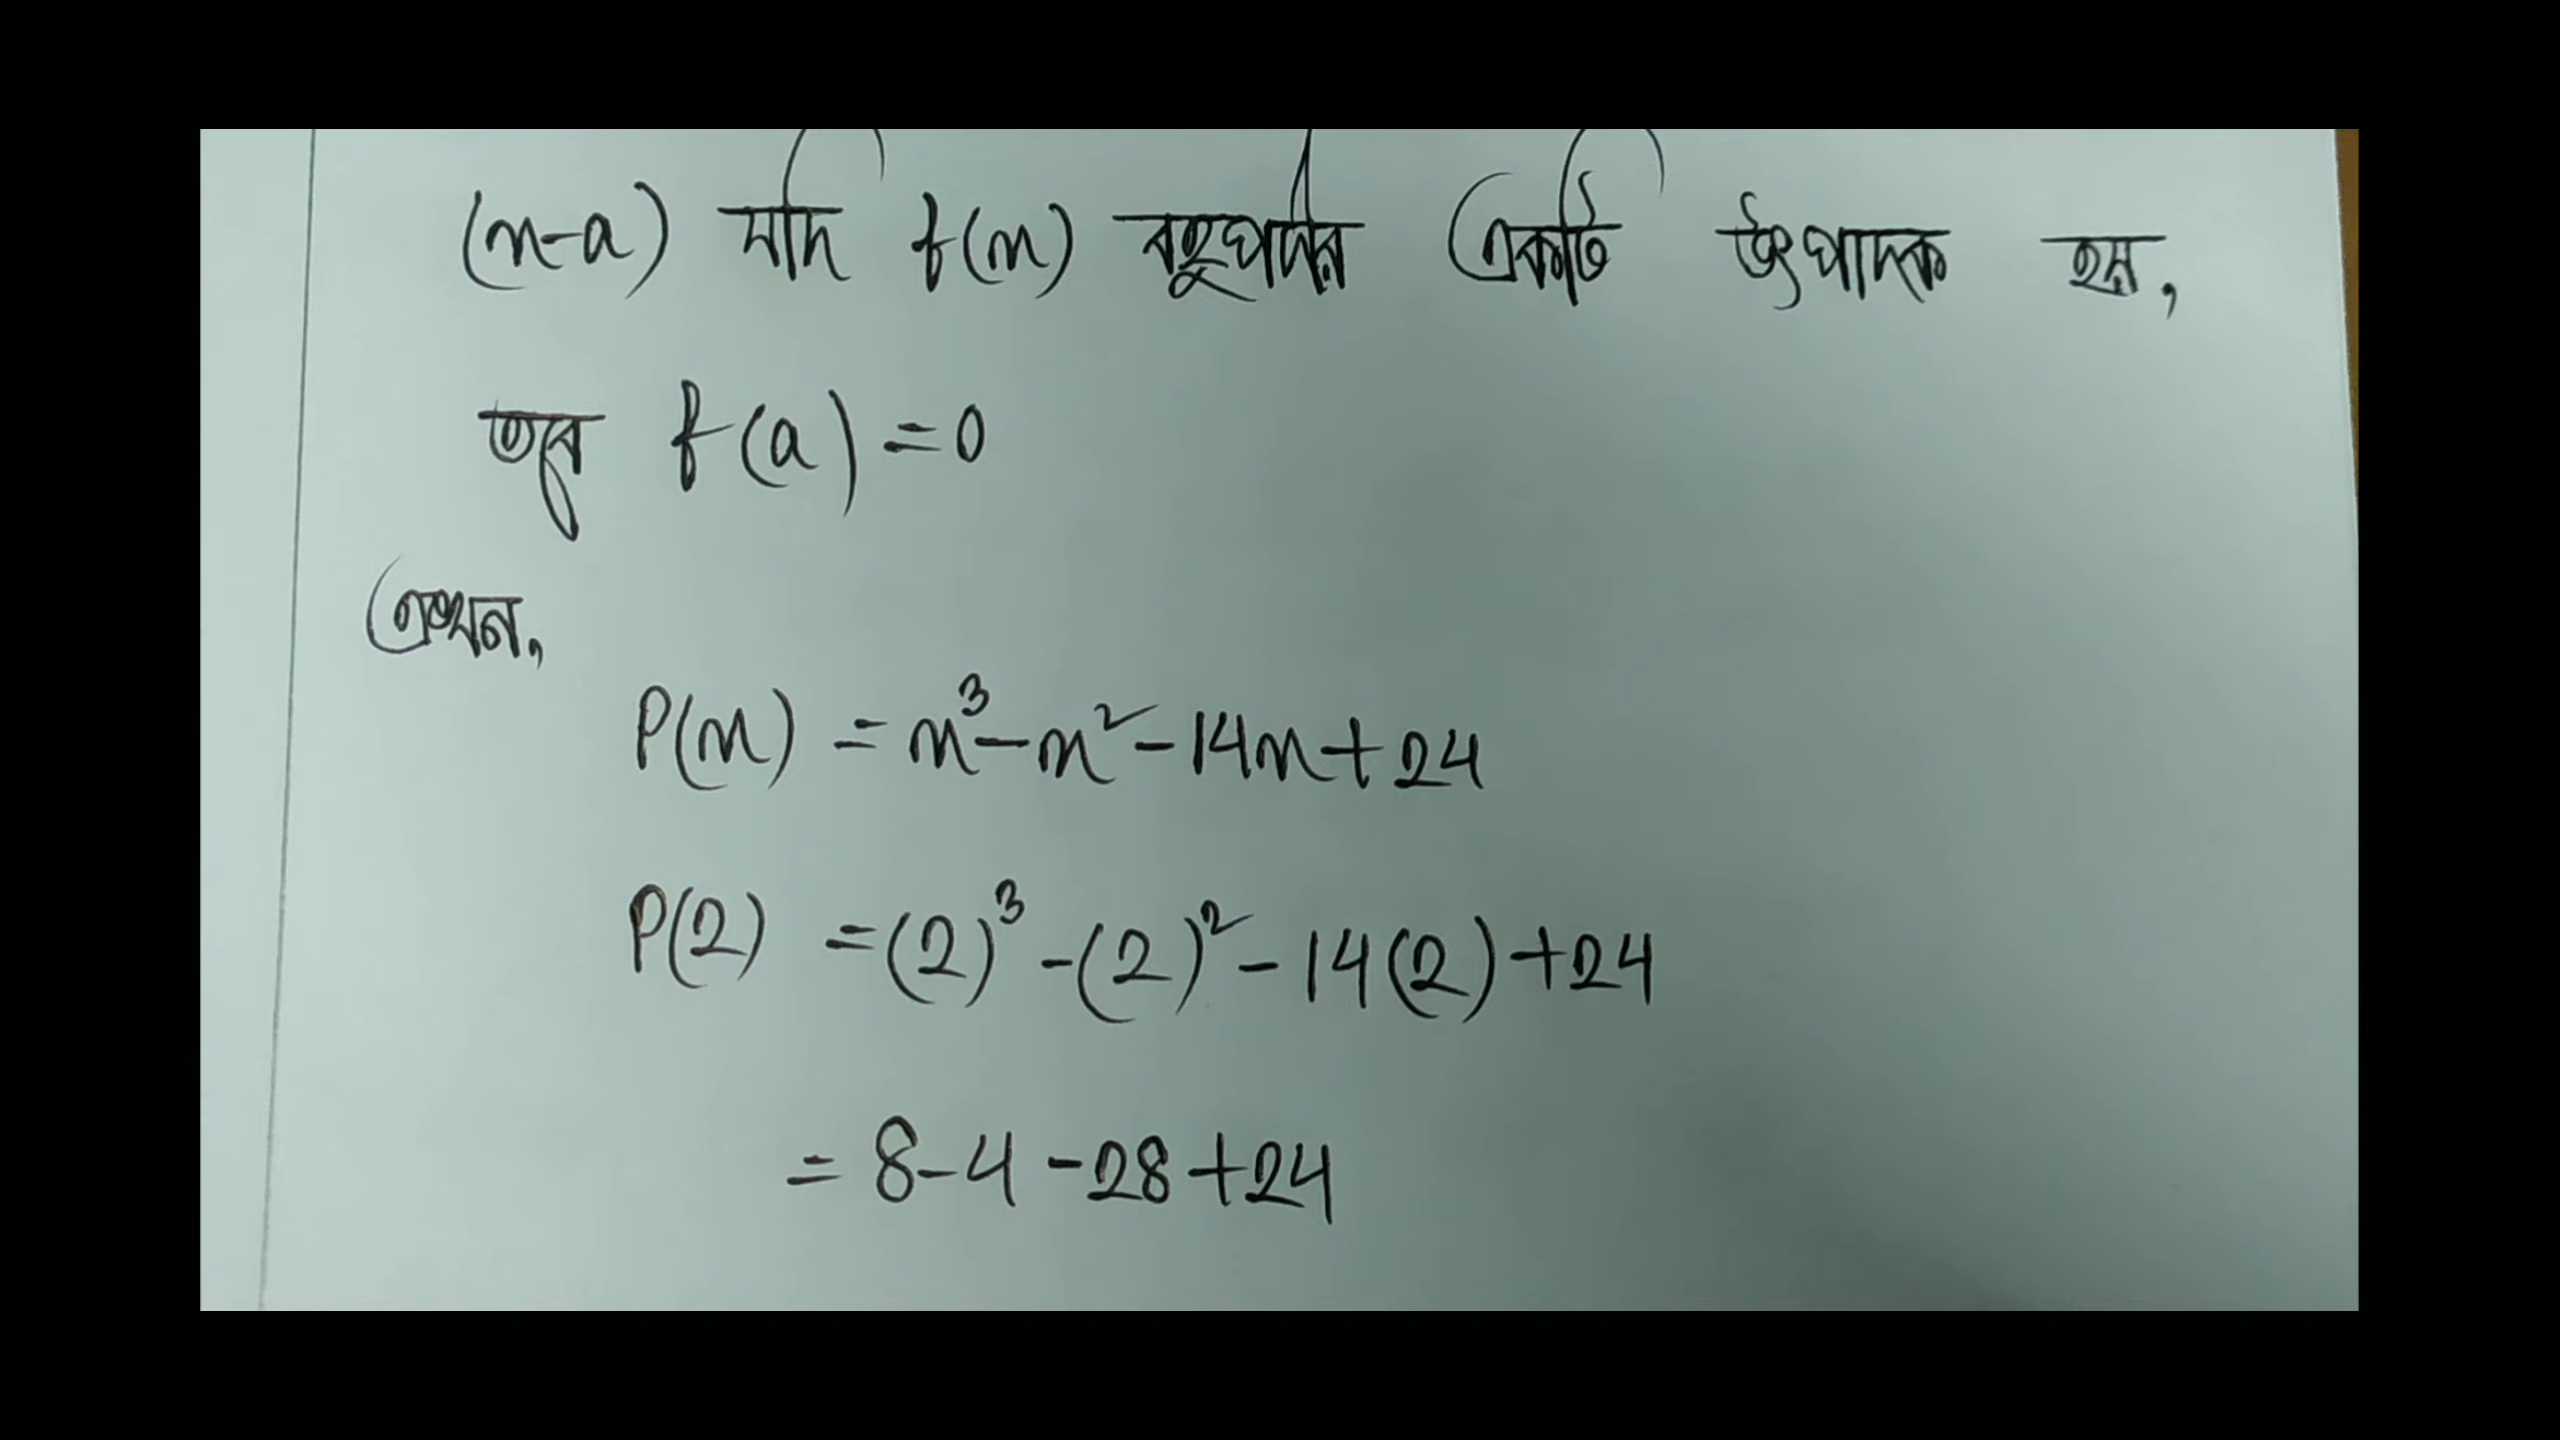 (x-a) যদি f(x) বহুপদীর একটি উৎপাদক হয়,
তবে f(a) = 0
এখন,
P(x) = x³ - x² - 14x + 24
P(2) = (2)³ - (2)² - 14(2) + 24
= 8 - 4 - 28 + 24